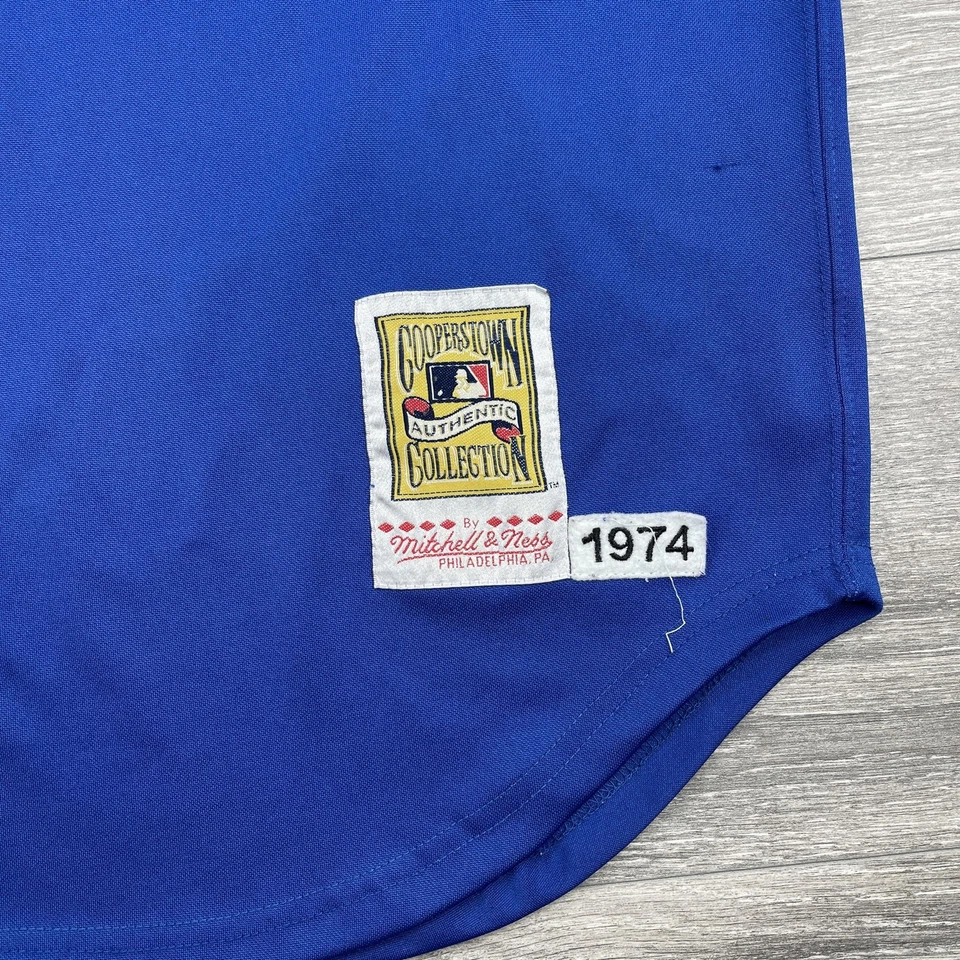 COOPERSTOWN
AUTHENTIC
COLLECTION
TM
By
Mitchell & Ness
PHILADELPHIA, PA
1974